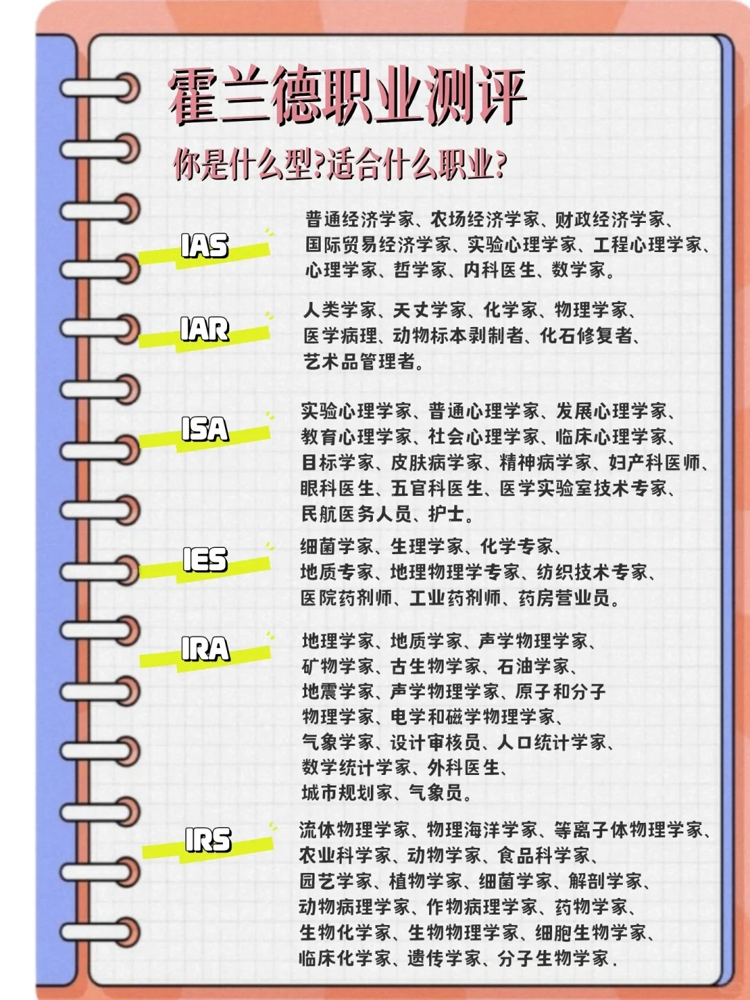 霍兰德职业测评
你是什么型?适合什么职业?
IAS
普通经济学家、农场经济学家、财政经济学家、
国际贸易经济学家、实验心理学家、工程心理学家、
心理学家、哲学家、内科医生、数学家。
IAR
人类学家、天丈学家、化学家、物理学家、
医学病理、动物标本剥制者、化石修复者、
艺术品管理者。
ISA
实验心理学家、普通心理学家、发展心理学家、
教育心理学家、社会心理学家、临床心理学家、
目标学家、皮肤病学家、精神病学家、妇产科医师、
眼科医生、五官科医生、医学实验室技术专家、
民航医务人员、护士。
IES
细菌学家、生理学家、化学专家、
地质专家、地理物理学专家、纺织技术专家、
医院药剂师、工业药剂师、药房营业员。
IRA
地理学家、地质学家、声学物理学家、
矿物学家、古生物学家、石油学家、
地震学家、声学物理学家、原子和分子
物理学家、电学和磁学物理学家、
气象学家、设计审核员、人口统计学家、
数学统计学家、外科医生、
城市规划家、气象员。
IRS
流体物理学家、物理海洋学家、等离子体物理学家、
农业科学家、动物学家、食品科学家、
园艺学家、植物学家、细菌学家、解剖学家、
动物病理学家、作物病理学家、药物学家、
生物化学家、生物物理学家、细胞生物学家、
临床化学家、遗传学家、分子生物学家.